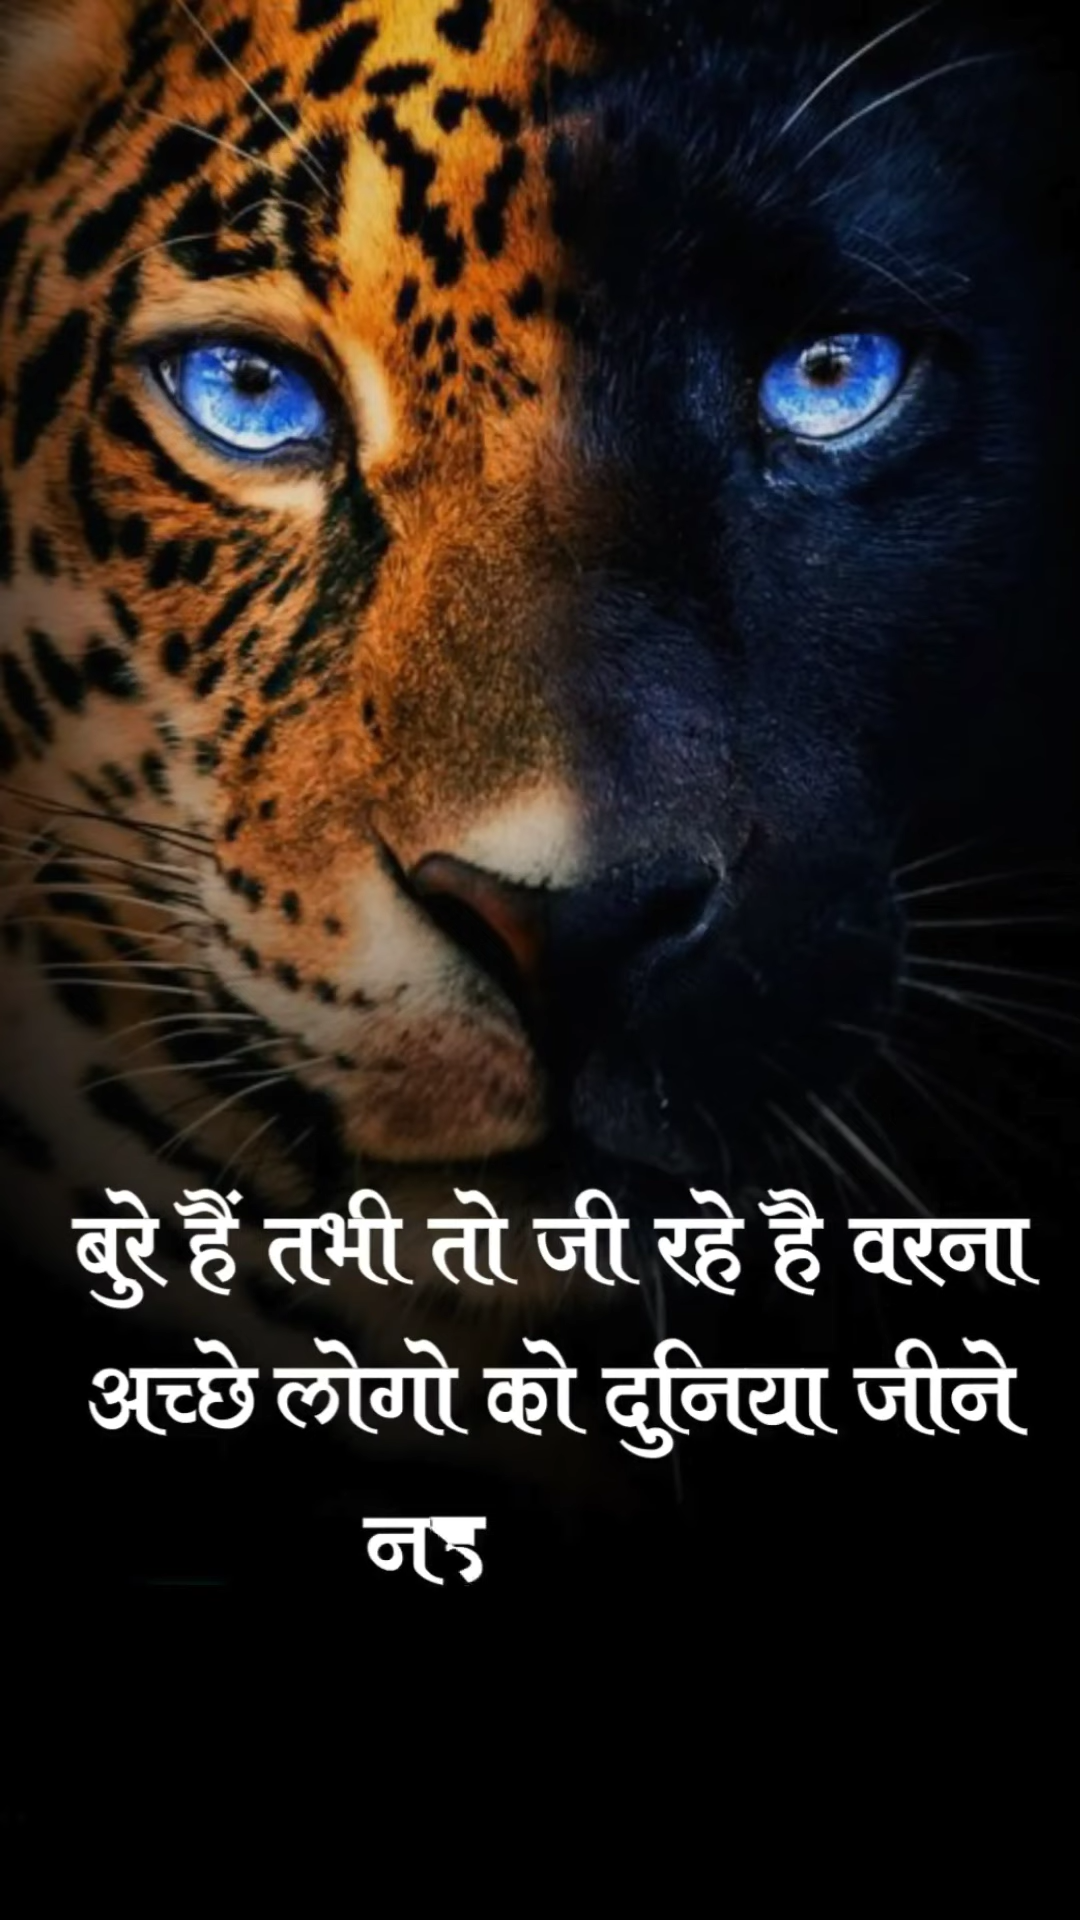 बुरे हैं तभी तो जी रहे है वरना
अच्छे लोगो को दुनिया जीने